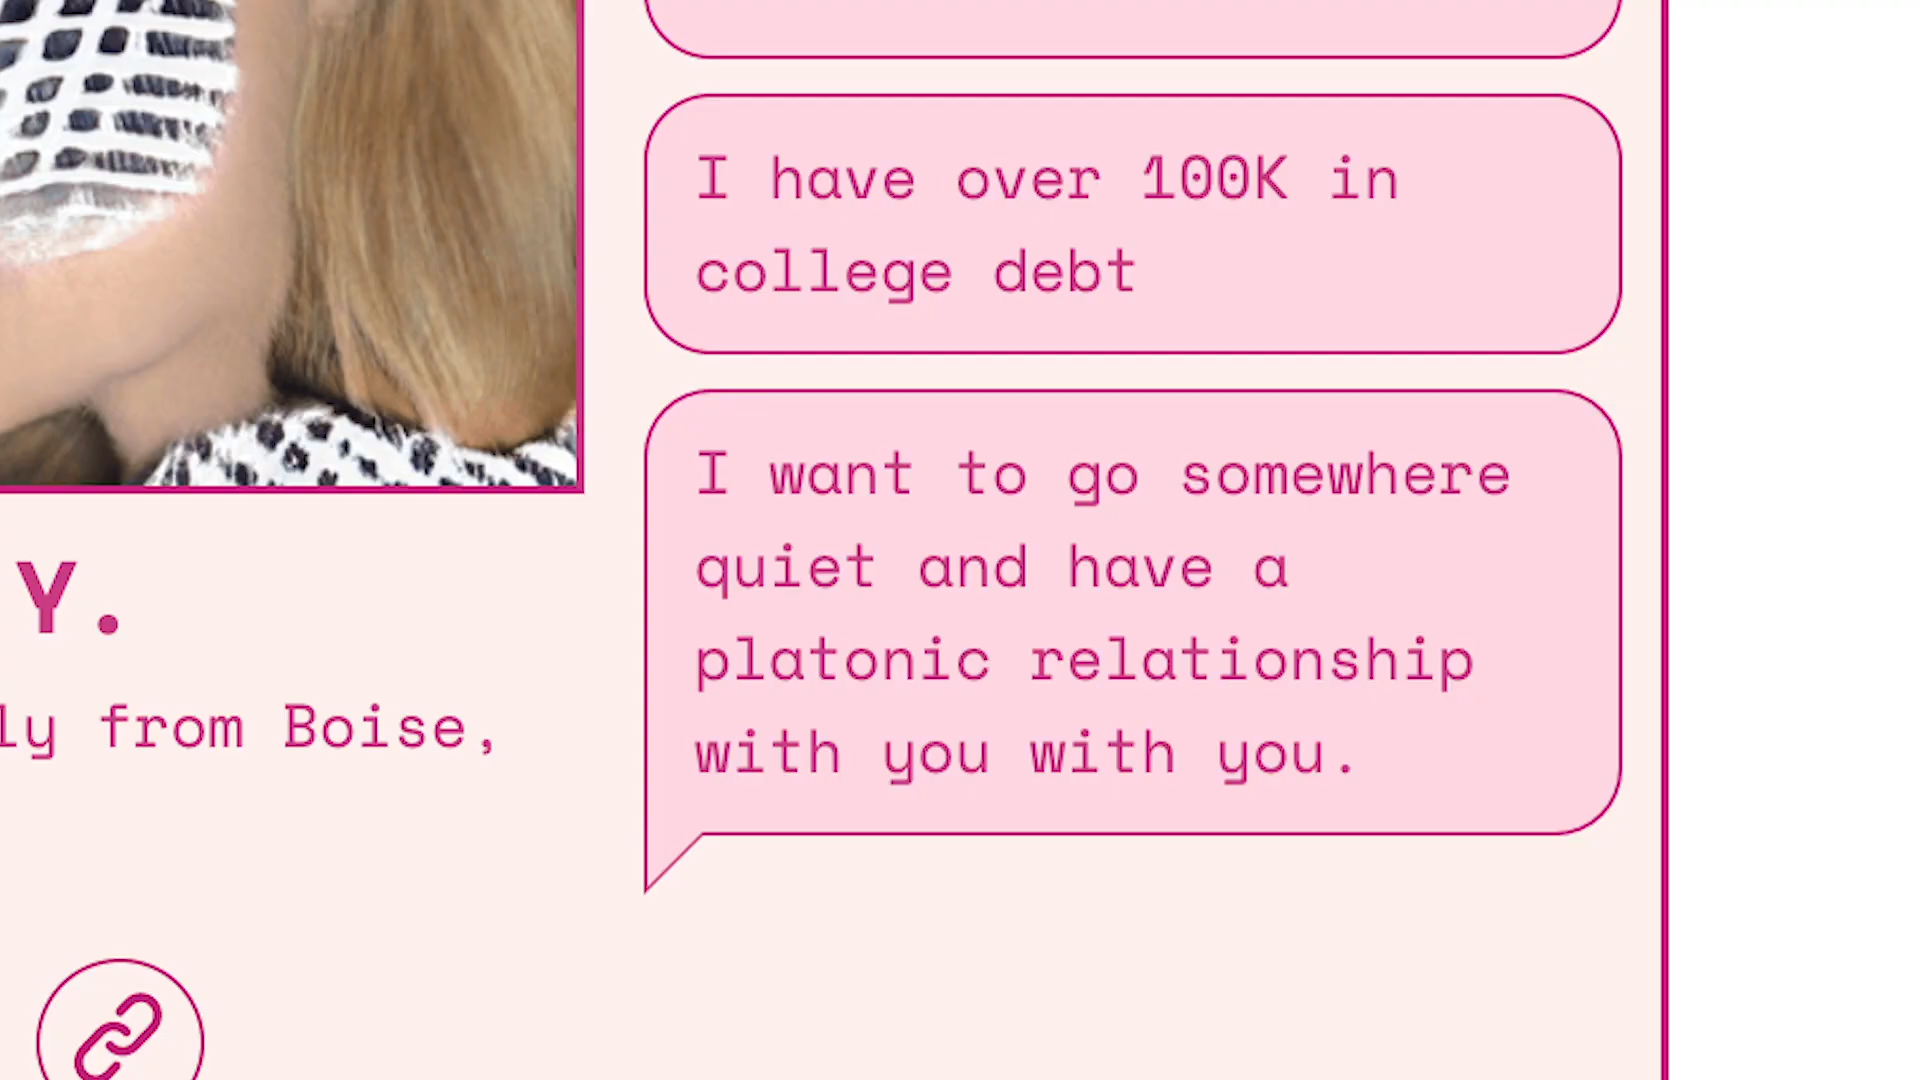 I have over 100K in
college debt
I want to go somewhere
quiet and have a
platonic relationship
with you with you.
Y.
ly from Boise,